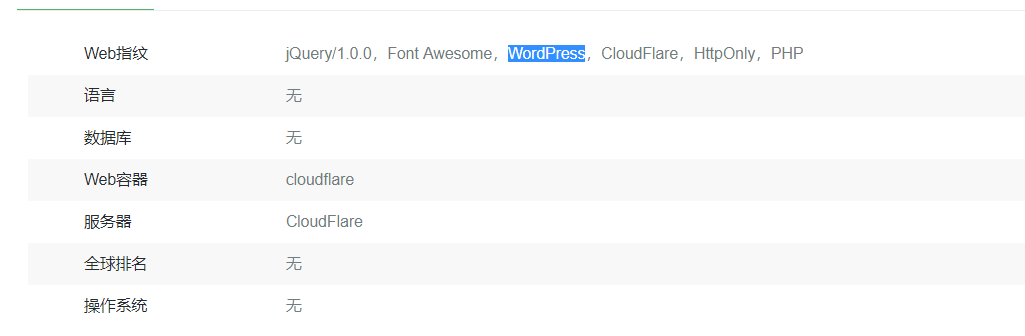 Web指纹 jQuery/1.0.0，Font Awesome，WordPress，CloudFlare，HttpOnly，PHP
语言 无
数据库 无
Web容器 cloudflare
服务器 CloudFlare
全球排名 无
操作系统 无